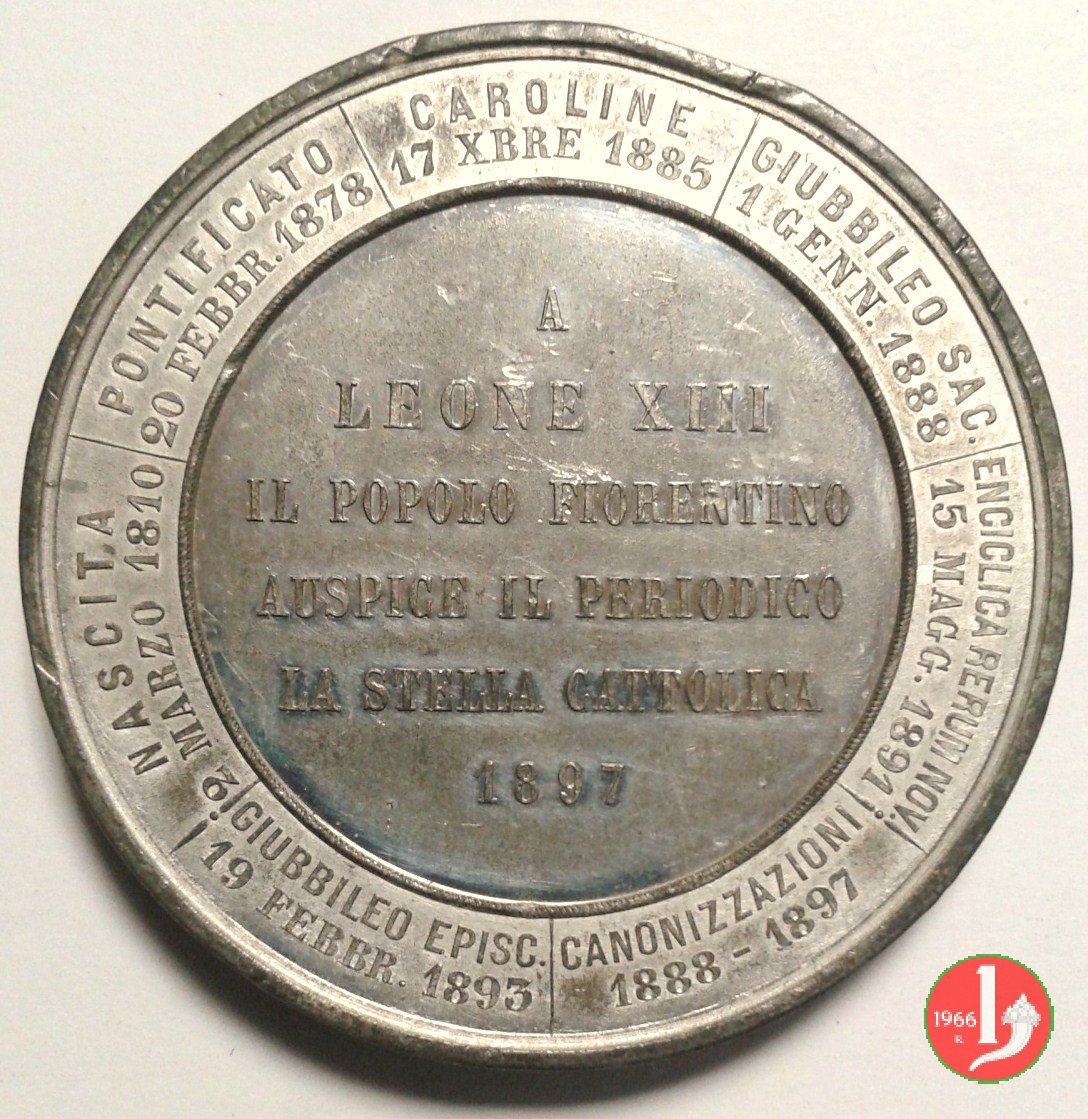 A
LEONE XIII
IL POPOLO FIORENTINO
AUSPICE IL PERIODICO
LA STELLA CATTOLICA
1897
NASCITA
2 MARZO 1810
PONTIFICATO
20 FEBBR. 1878
CAROLINE
17 XBRE 1885
GIUBBILEO SAC.
1 GENN. 1888
ENCICLICA RERUM NOV.
15 MAGG. 1891
CANONIZZAZIONI
1888 - 1897
GIUBBILEO EPISC.
19 FEBBR. 1893
1966
R